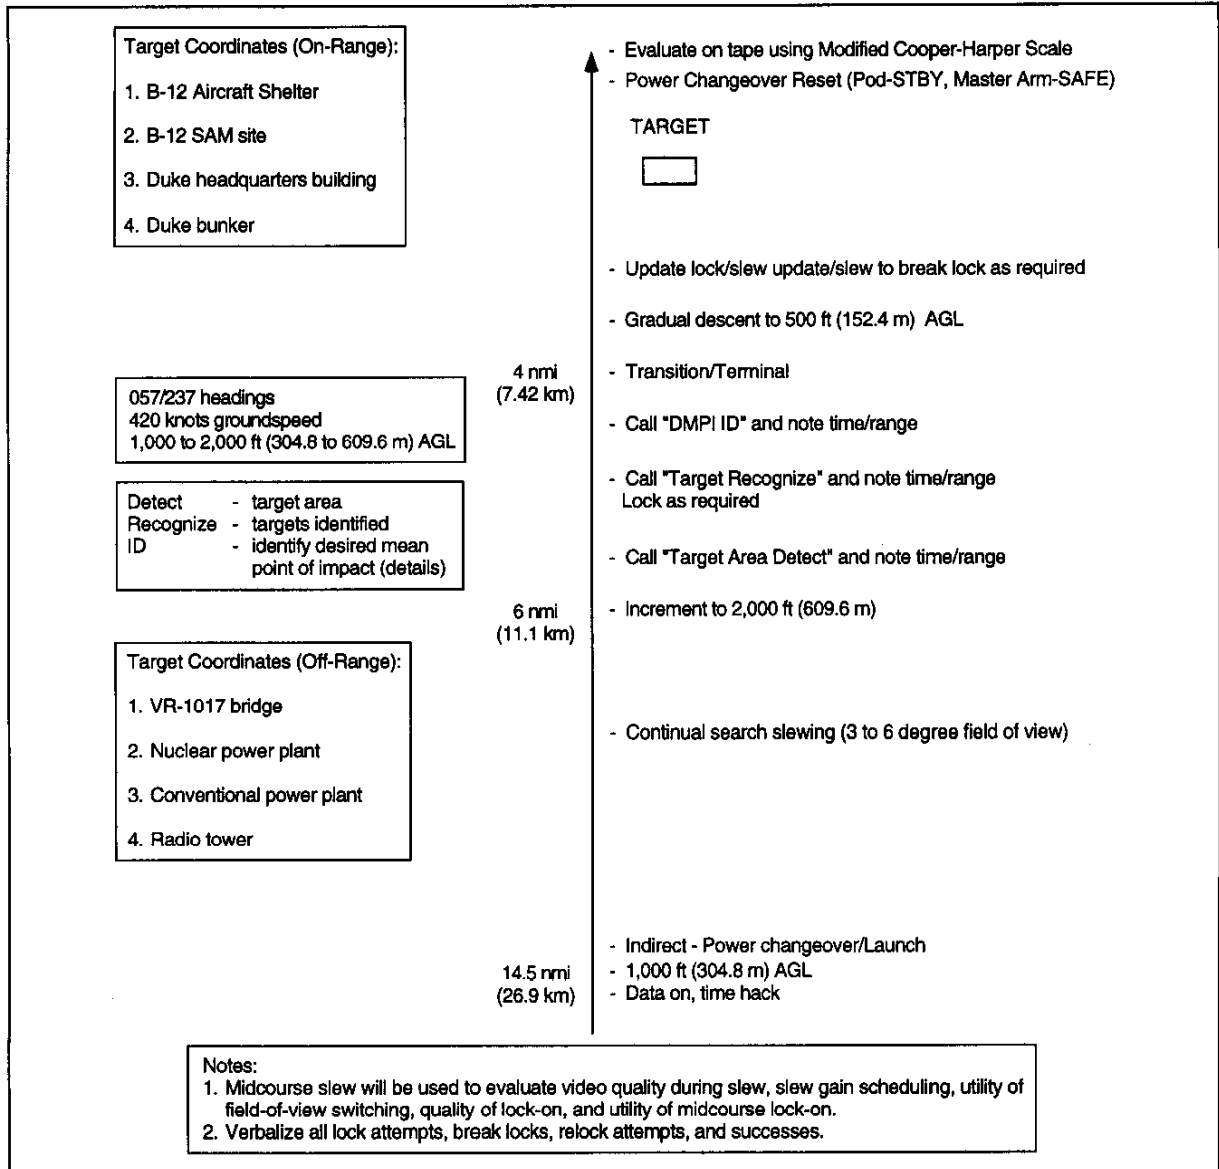 Target Coordinates (On-Range):
1. B-12 Aircraft Shelter
2. B-12 SAM site
3. Duke headquarters building
4. Duke bunker
- Evaluate on tape using Modified Cooper-Harper Scale
- Power Changeover Reset (Pod-STBY, Master Arm-SAFE)
TARGET
- Update lock/slew update/slew to break lock as required
- Gradual descent to 500 ft (152.4 m) AGL
4 nmi
(7.42 km)
- Transition/Terminal
057/237 headings
420 knots groundspeed
1,000 to 2,000 ft (304.8 to 609.6 m) AGL
- Call "DMPI ID" and note time/range
- Call "Target Recognize" and note time/range
Lock as required
Detect - target area
Recognize - targets identified
ID - identify desired mean
point of impact (details)
- Call "Target Area Detect" and note time/range
6 nmi
(11.1 km)
- Increment to 2,000 ft (609.6 m)
Target Coordinates (Off-Range):
1. VR-1017 bridge
2. Nuclear power plant
3. Conventional power plant
4. Radio tower
- Continual search slewing (3 to 6 degree field of view)
- Indirect - Power changeover/Launch
14.5 nmi
(26.9 km)
- 1,000 ft (304.8 m) AGL
- Data on, time hack
Notes:
1. Midcourse slew will be used to evaluate video quality during slew, slew gain scheduling, utility of
field-of-view switching, quality of lock-on, and utility of midcourse lock-on.
2. Verbalize all lock attempts, break locks, relock attempts, and successes.